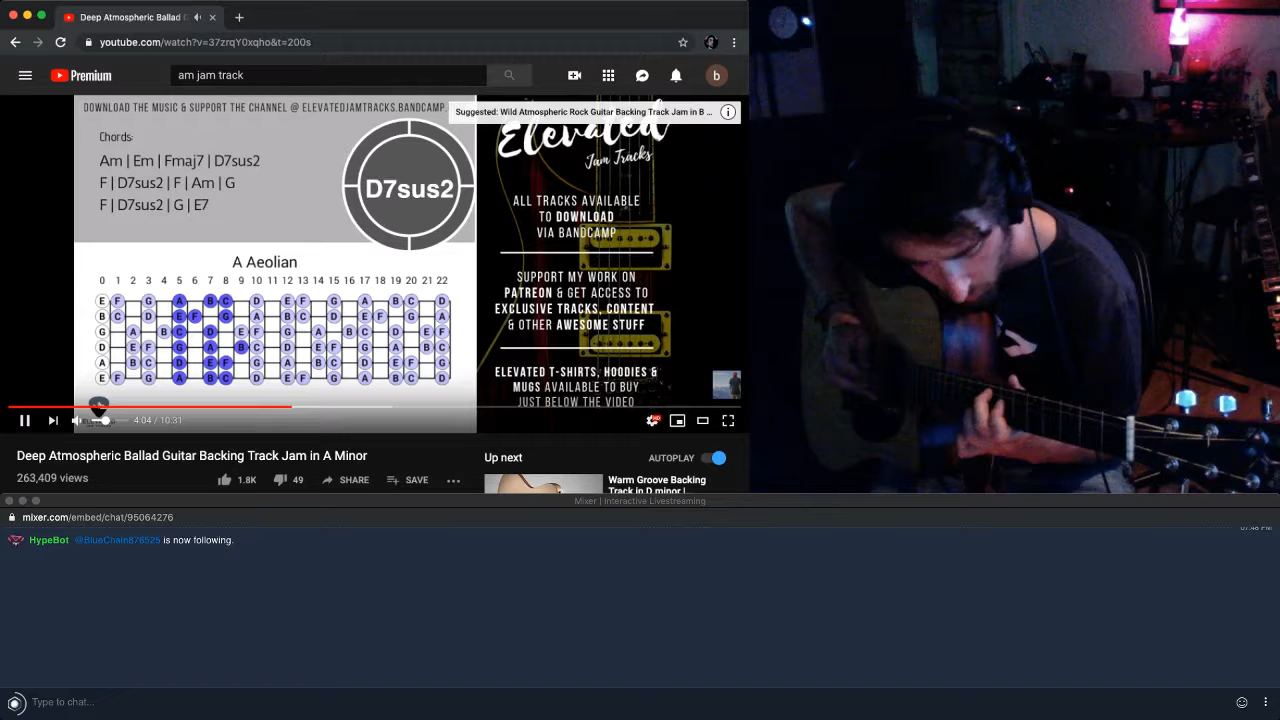 Deep Atmospheric Ballad
youtube.com/watch?v=37zrqY0xqho&t=200s
Premium
am jam track
b
DOWNLOAD THE MUSIC & SUPPORT THE CHANNEL @ ELEVATEDJAMTRACKS.BANDCAMP.
Suggested: Wild Atmospheric Rock Guitar Backing Track Jam in B ...
Chords:
Am | Em | Fmaj7 | D7sus2
F | D7sus2 | F | Am | G
F | D7sus2 | G | E7
D7sus2
Elevated
Jam Tracks
ALL TRACKS AVAILABLE
TO DOWNLOAD
VIA BANDCAMP
SUPPORT MY WORK ON
PATREON & GET ACCESS TO
EXCLUSIVE TRACKS, CONTENT
& OTHER AWESOME STUFF
ELEVATED T-SHIRTS, HOODIES &
MUGS AVAILABLE TO BUY
JUST BELOW THE VIDEO
A Aeolian
0 1 2 3 4 5 6 7 8 9 10 11 12 13 14 15 16 17 18 19 20 21 22
E F G A B C D E F G A B C D
B C D E F G A B C D E F G A
G A B C D E F G A B C D E F
D E F G A B C D E F G A B C
A B C D E F G A B C D E F G
E F G A B C D E F G A B C D
4:04 / 10:31
HD
Deep Atmospheric Ballad Guitar Backing Track Jam in A Minor
263,409 views
1.8K
49
SHARE
SAVE
Up next
AUTOPLAY
Warm Groove Backing
Track in D minor |
Mixer | Interactive Livestreaming
mixer.com/embed/chat/95064276
07:48 PM
HypeBot @BlueChain876525 is now following.
Type to chat...